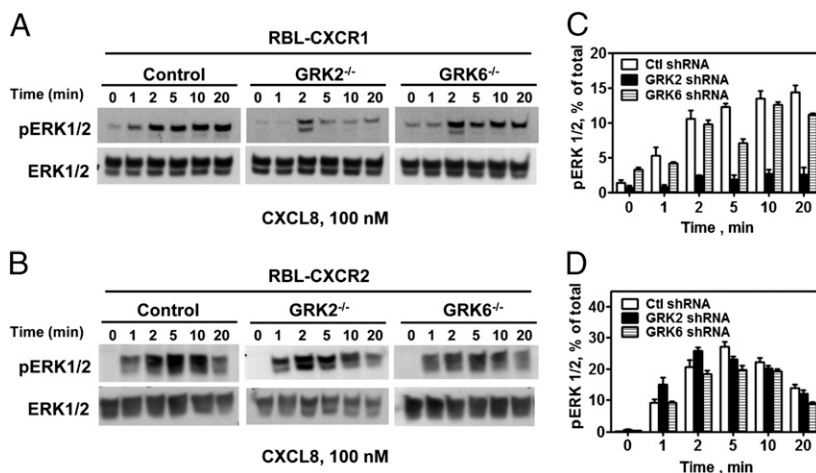 A
RBL-CXCR1
Control GRK2-/- GRK6-/-
Time (min) 0 1 2 5 10 20 0 1 2 5 10 20 0 1 2 5 10 20
pERK1/2
ERK1/2
CXCL8, 100 nM
B
RBL-CXCR2
Control GRK2-/- GRK6-/-
Time (min) 0 1 2 5 10 20 0 1 2 5 10 20 0 1 2 5 10 20
pERK1/2
ERK1/2
CXCL8, 100 nM
C
pERK 1/2, % of total
20
15
10
5
0
Ctl shRNA
GRK2 shRNA
GRK6 shRNA
0 1 2 5 10 20
Time , min
D
pERK 1/2, % of total
40
30
20
10
0
Ctl shRNA
GRK2 shRNA
GRK6 shRNA
0 1 2 5 10 20
Time , min